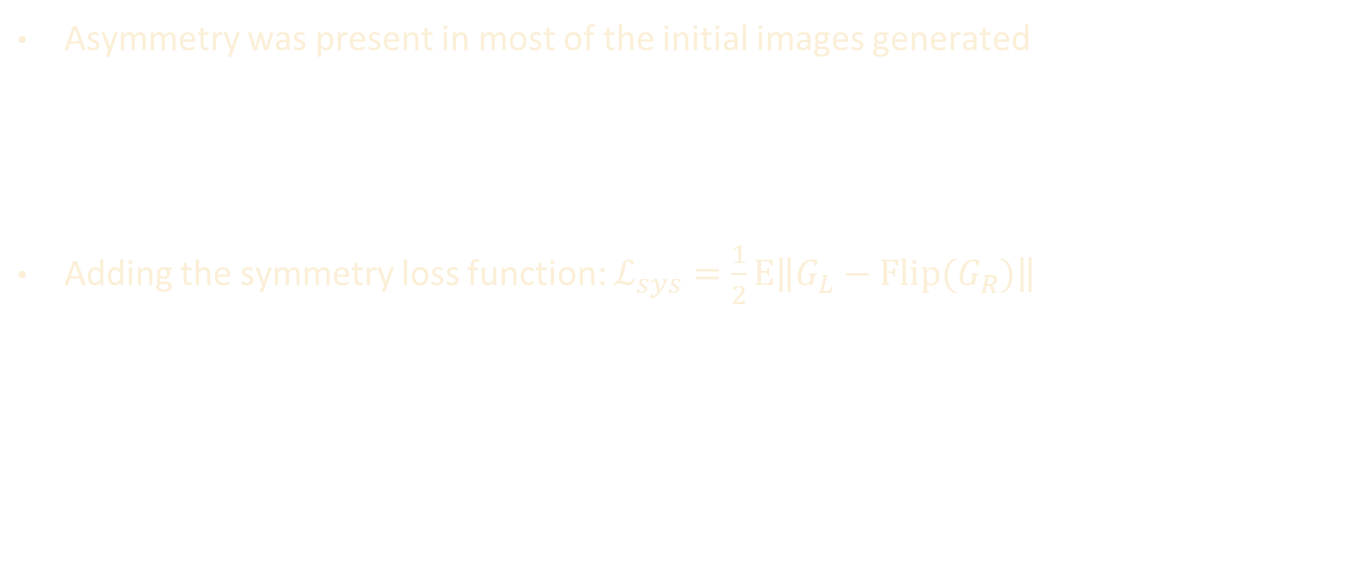 • Asymmetry was present in most of the initial images generated
• Adding the symmetry loss function: ℒ_sys = 1/2 E‖G_L − Flip(G_R)‖